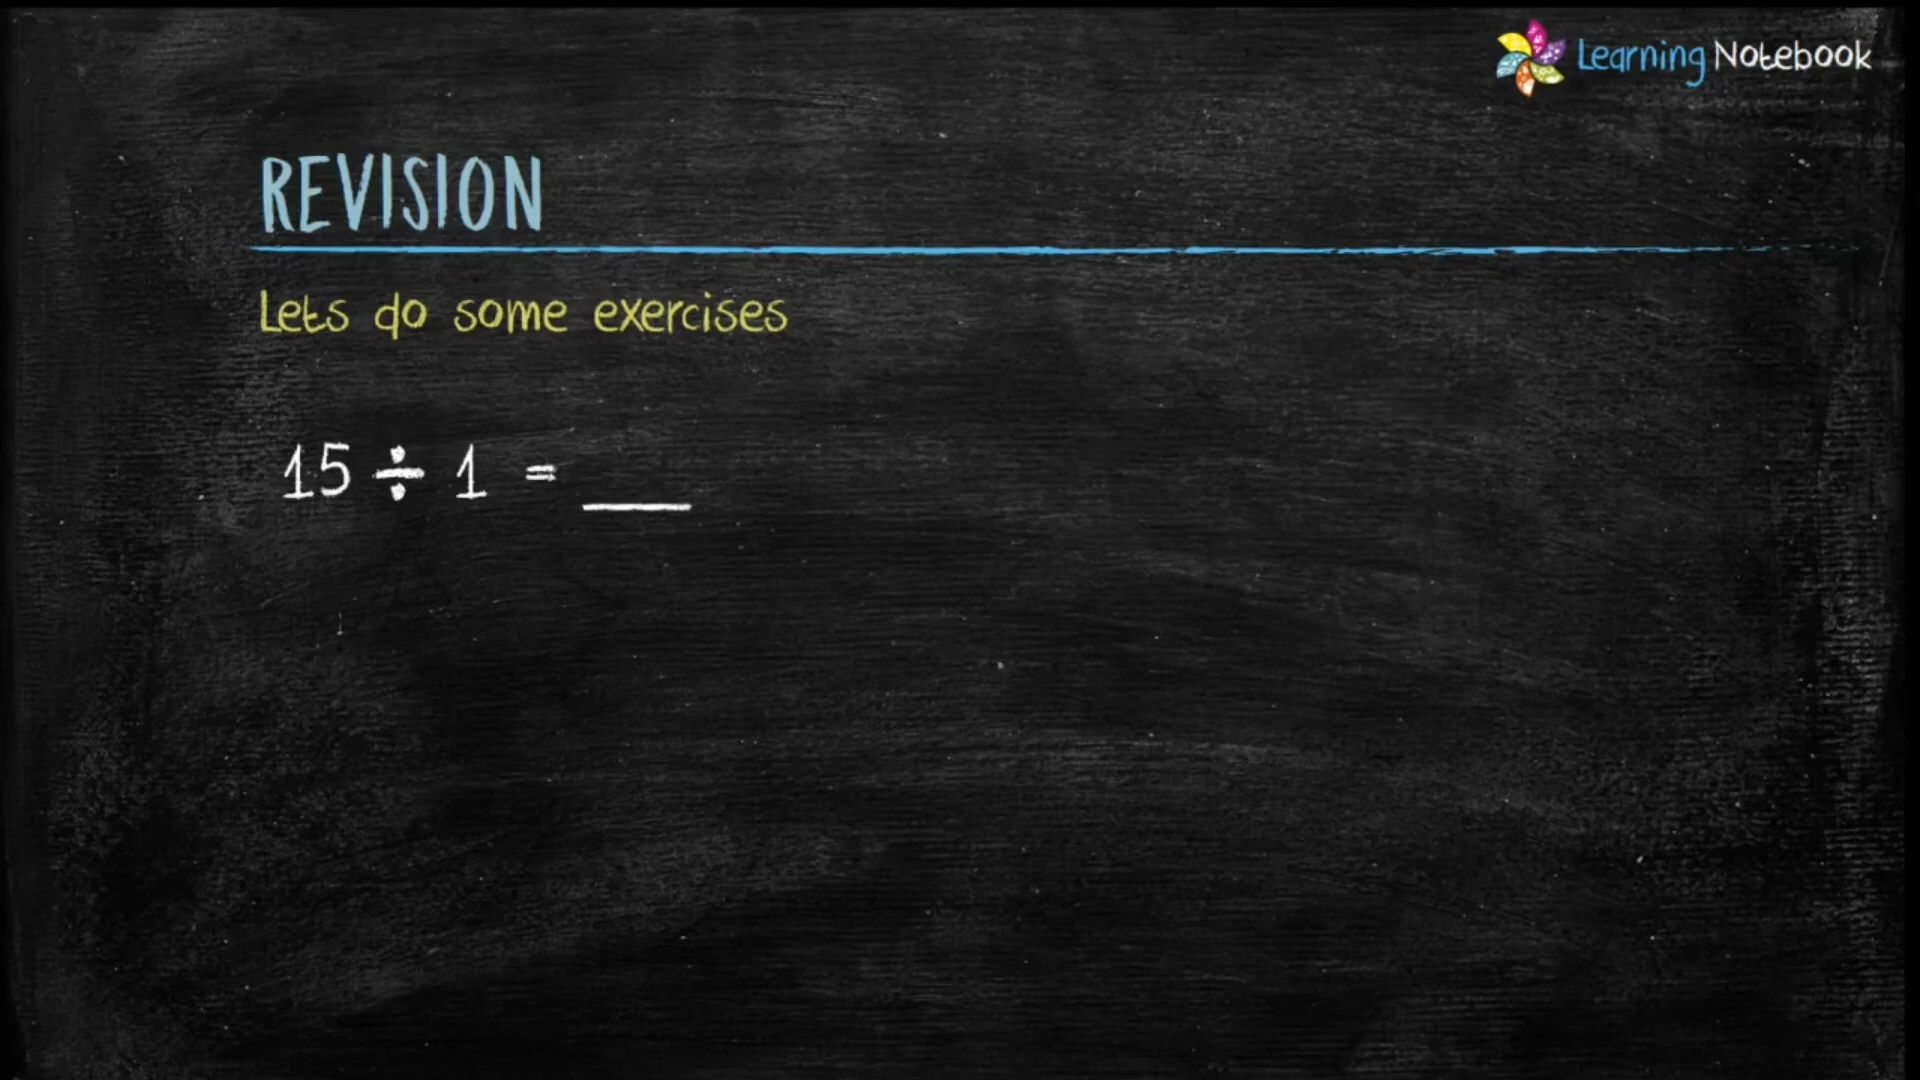 Learning Notebook
REVISION
Lets do some exercises
15 ÷ 1 = ___